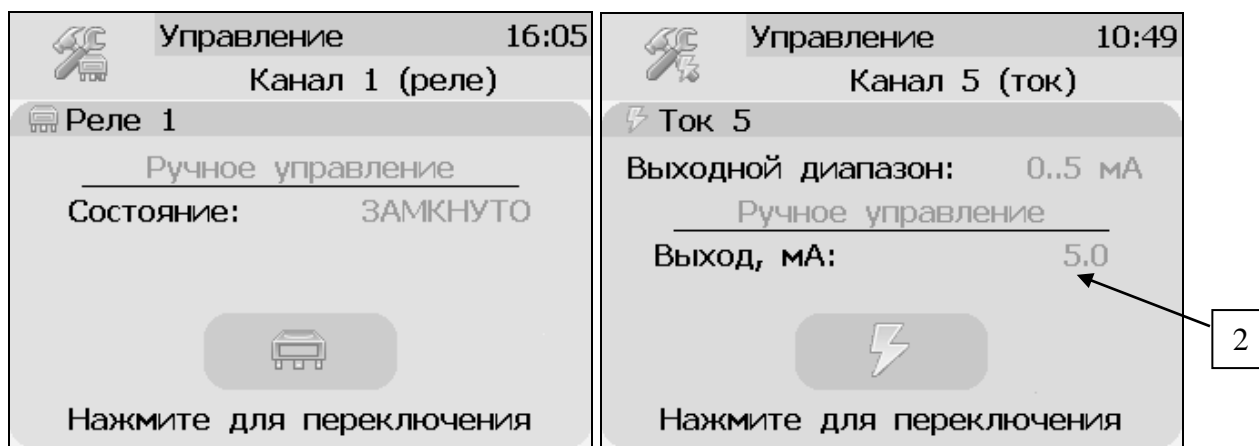 Управление 16:05
Канал 1 (реле)
Реле 1
Ручное управление
Состояние: ЗАМКНУТО
Нажмите для переключения
Управление 10:49
Канал 5 (ток)
Ток 5
Выходной диапазон: 0..5 мА
Ручное управление
Выход, мА: 5.0
Нажмите для переключения
2